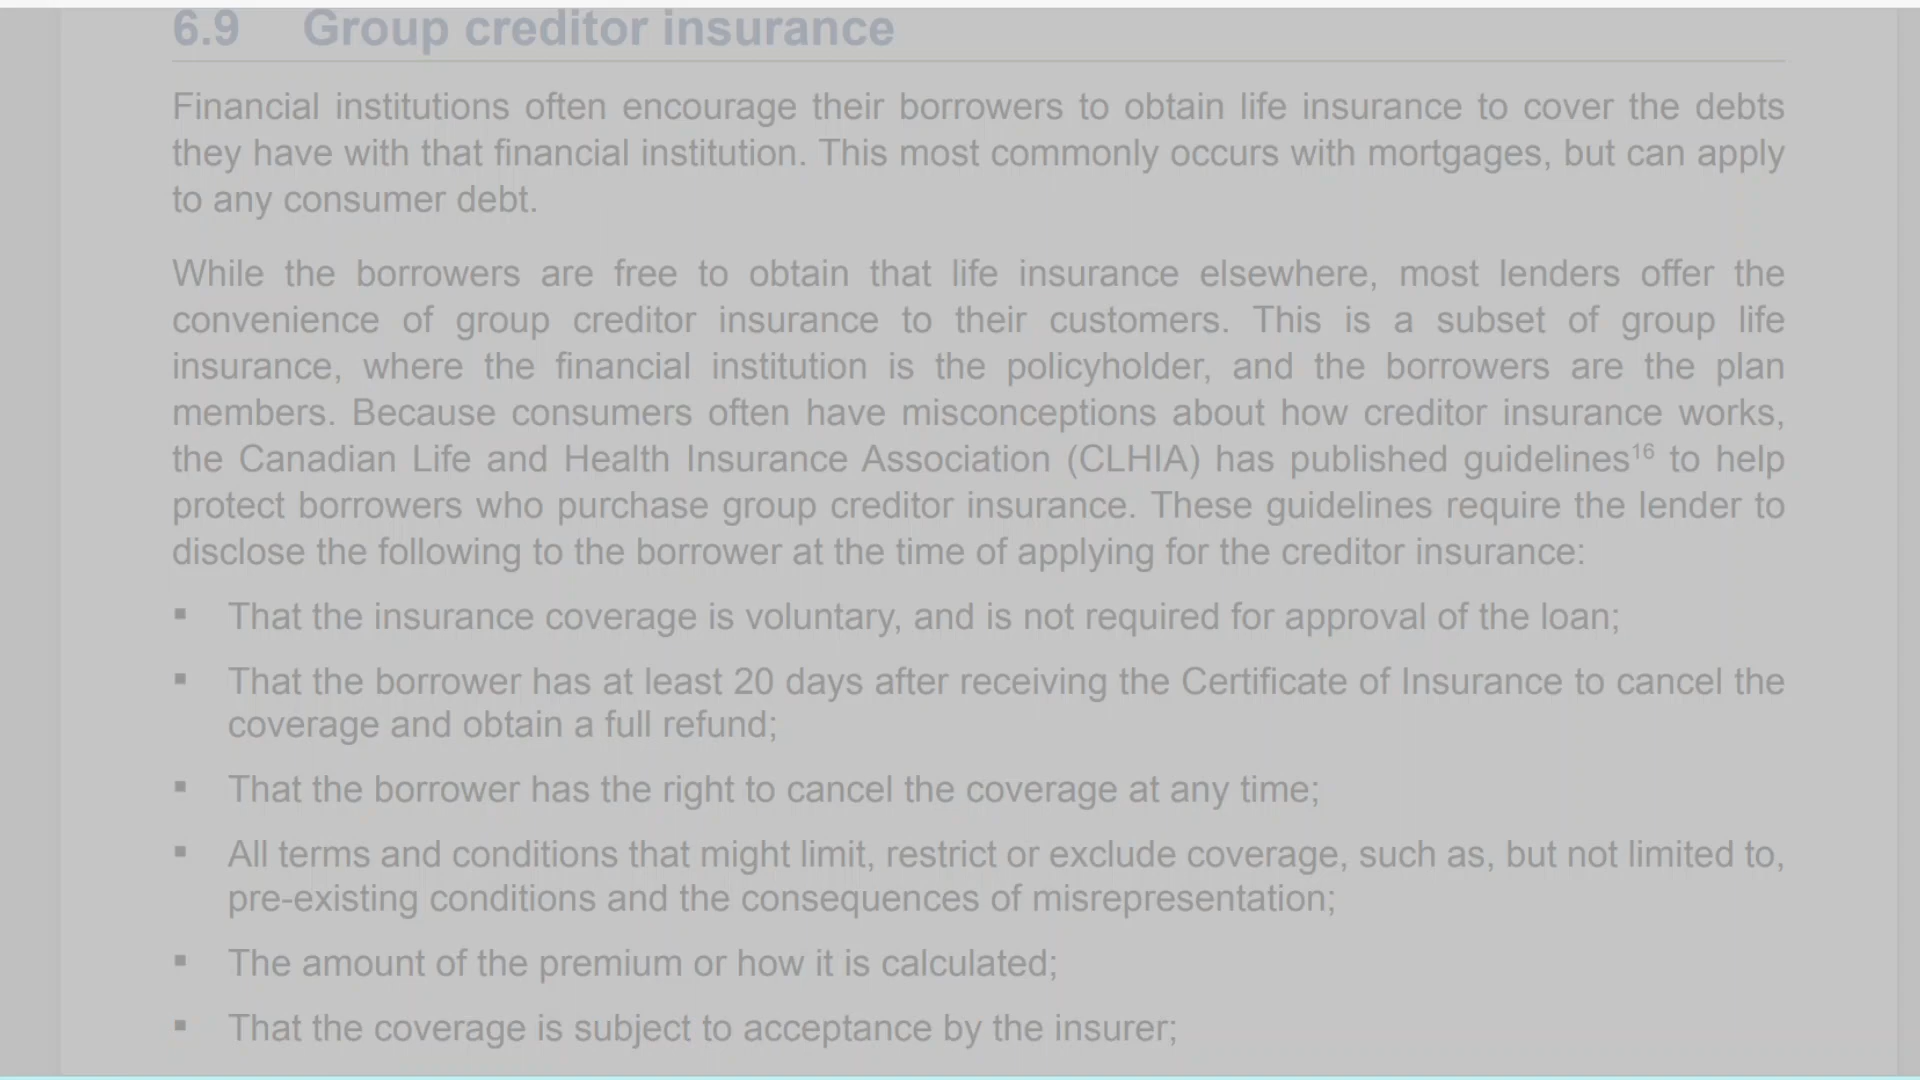 6.9 Group creditor insurance
Financial institutions often encourage their borrowers to obtain life insurance to cover the debts
they have with that financial institution. This most commonly occurs with mortgages, but can apply
to any consumer debt.
While the borrowers are free to obtain that life insurance elsewhere, most lenders offer the
convenience of group creditor insurance to their customers. This is a subset of group life
insurance, where the financial institution is the policyholder, and the borrowers are the plan
members. Because consumers often have misconceptions about how creditor insurance works,
the Canadian Life and Health Insurance Association (CLHIA) has published guidelines¹⁶ to help
protect borrowers who purchase group creditor insurance. These guidelines require the lender to
disclose the following to the borrower at the time of applying for the creditor insurance:
▪ That the insurance coverage is voluntary, and is not required for approval of the loan;
▪ That the borrower has at least 20 days after receiving the Certificate of Insurance to cancel the
coverage and obtain a full refund;
▪ That the borrower has the right to cancel the coverage at any time;
▪ All terms and conditions that might limit, restrict or exclude coverage, such as, but not limited to,
pre-existing conditions and the consequences of misrepresentation;
▪ The amount of the premium or how it is calculated;
▪ That the coverage is subject to acceptance by the insurer;